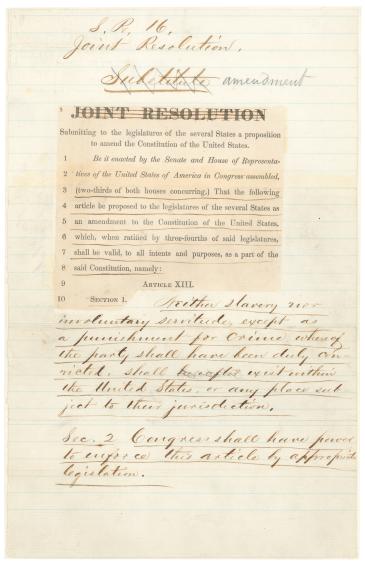 S. R. 16.
Joint Resolution.
Substitute amendment
JOINT RESOLUTION
Submitting to the legislatures of the several States a proposition
to amend the Constitution of the United States.
1 Be it enacted by the Senate and House of Representa-
2 tives of the United States of America in Congress assembled,
3 (two-thirds of both houses concurring,) That the following
4 article be proposed to the legislatures of the several States as
5 an amendment to the Constitution of the United States,
6 which, when ratified by three-fourths of said legislatures,
7 shall be valid, to all intents and purposes, as a part of the
8 said Constitution, namely:
9 ARTICLE XIII.
10 SECTION 1. Neither slavery nor
involuntary servitude, except as
a punishment for crime, whereof
the party shall have been duly con-
victed, shall exist within
the United States, or any place sub-
ject to their jurisdiction.
Sec. 2 Congress shall have power
to enforce this article by appropriate
legislation.